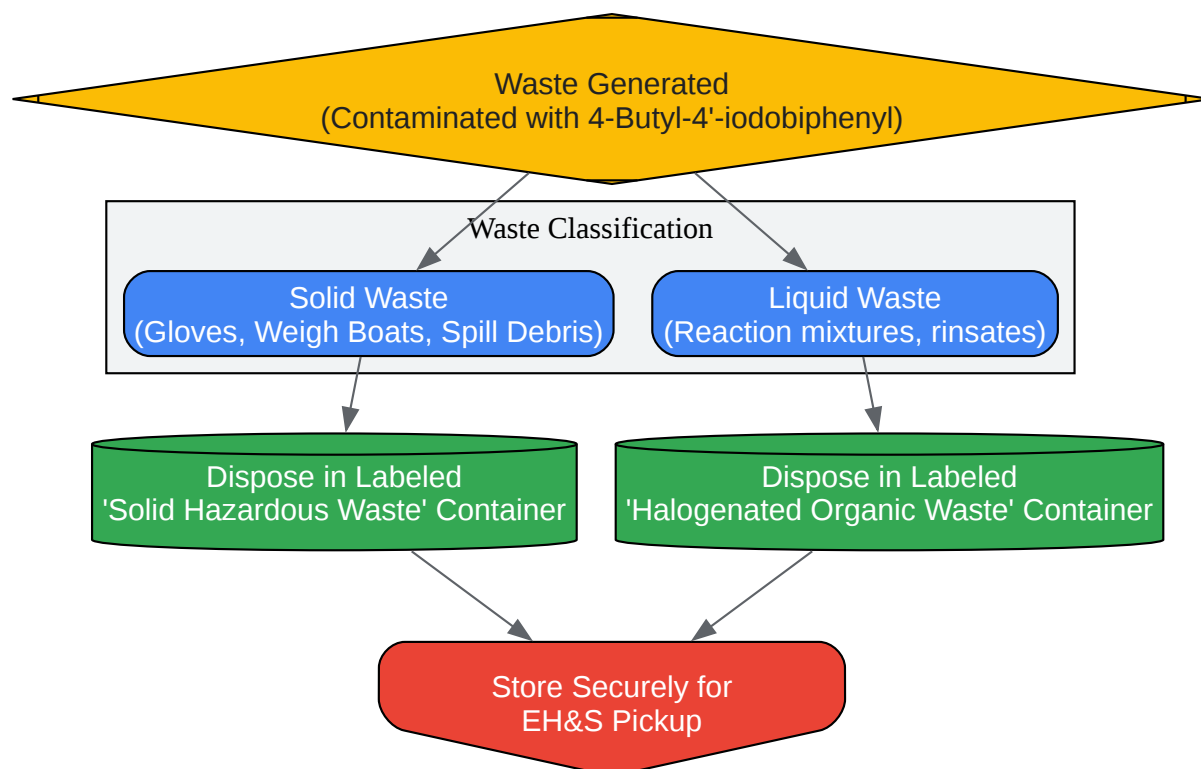 Waste Generated
(Contaminated with 4-Butyl-4'-iodobiphenyl)
Waste Classification
Solid Waste
(Gloves, Weigh Boats, Spill Debris)
Liquid Waste
(Reaction mixtures, rinsates)
Dispose in Labeled
'Solid Hazardous Waste' Container
Dispose in Labeled
'Halogenated Organic Waste' Container
Store Securely for
EH&S Pickup